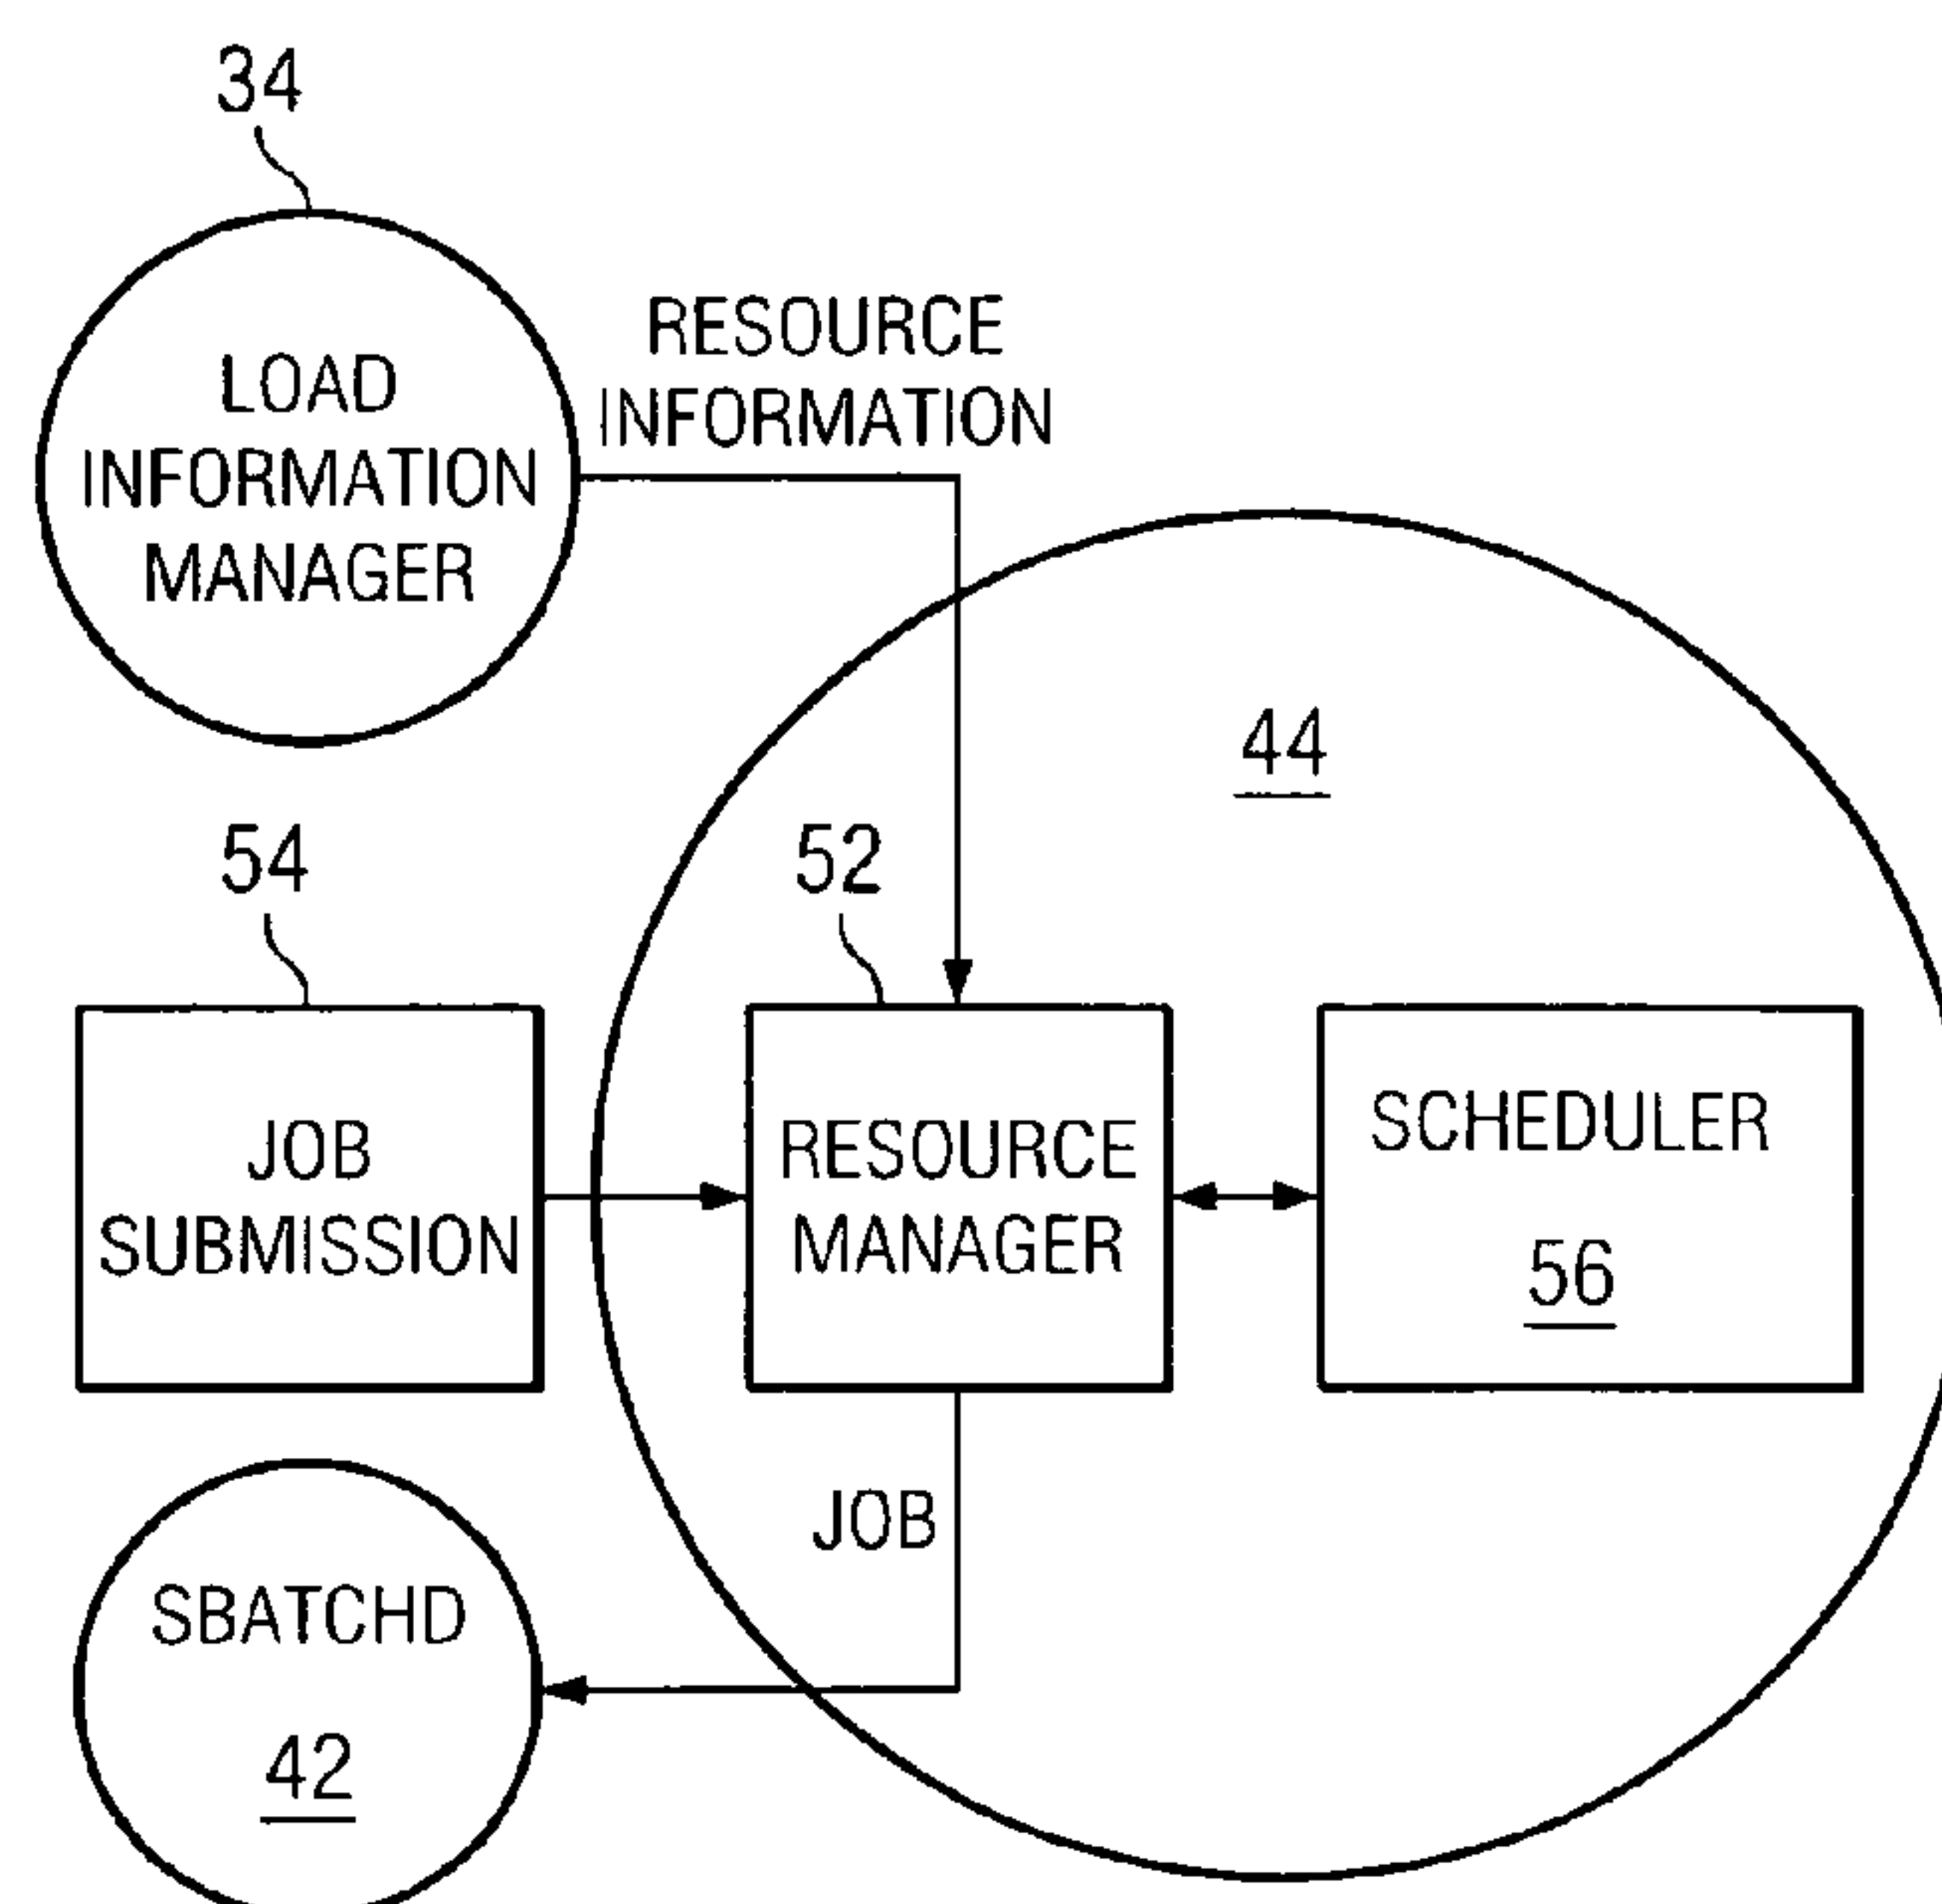 34
LOAD
INFORMATION
MANAGER
RESOURCE
INFORMATION
44
54
52
JOB
SUBMISSION
RESOURCE
MANAGER
SCHEDULER
56
JOB
SBATCHD
42